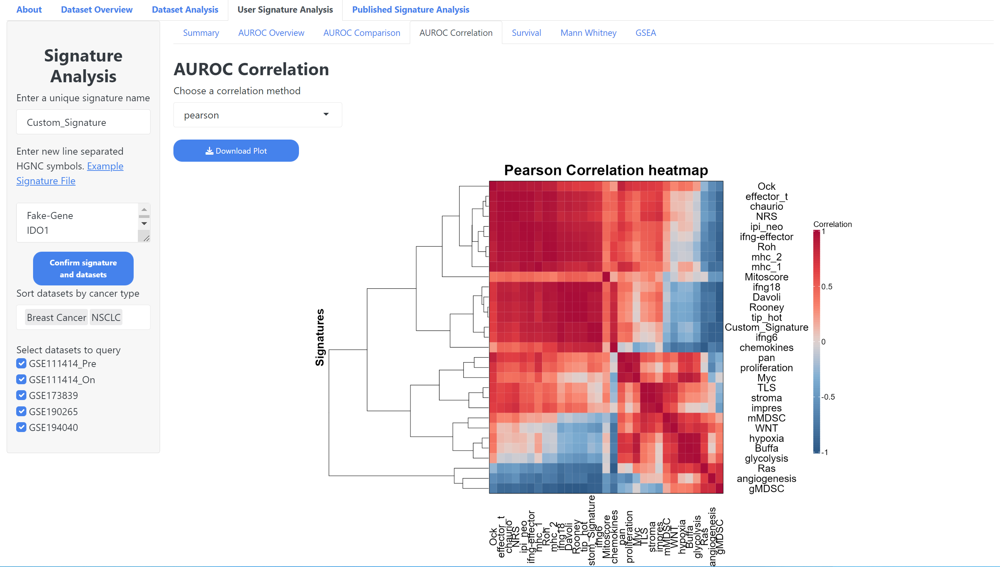 About Dataset Overview Dataset Analysis User Signature Analysis Published Signature Analysis
Summary AUROC Overview AUROC Comparison AUROC Correlation Survival Mann Whitney GSEA
Signature
Analysis
Enter a unique signature name
Custom_Signature
Enter new line separated
HGNC symbols. Example
Signature File
Fake-Gene
IDO1
Confirm signature
and datasets
Sort datasets by cancer type
Breast Cancer NSCLC
Select datasets to query
GSE111414_Pre
GSE111414_On
GSE173839
GSE190265
GSE194040
AUROC Correlation
Choose a correlation method
pearson
Download Plot
Pearson Correlation heatmap
Signatures
Ock
effector_t
chaurio
NRS
ipi_neo
ifng-effector
Roh
mhc_2
mhc_1
Mitoscore
ifng18
Davoli
Rooney
tip_hot
Custom_Signature
ifng6
chemokines
pan
proliferation
Myc
TLS
stroma
impres
mMDSC
WNT
hypoxia
Buffa
glycolysis
Ras
angiogenesis
gMDSC
Correlation
1
0.5
0
-0.5
-1
Ock
effector_t
chaurio
NRS
ipi_neo
ifng-effector
mhc_1
Roh
mhc_2
ifng18
Davoli
Rooney
tip_hot
stom_Signature
ifng6
Mitoscore
chemokines
pan
proliferation
Myc
TLS
stroma
impres
mMDSC
WNT
hypoxia
Buffa
glycolysis
Ras
angiogenesis
gMDSC